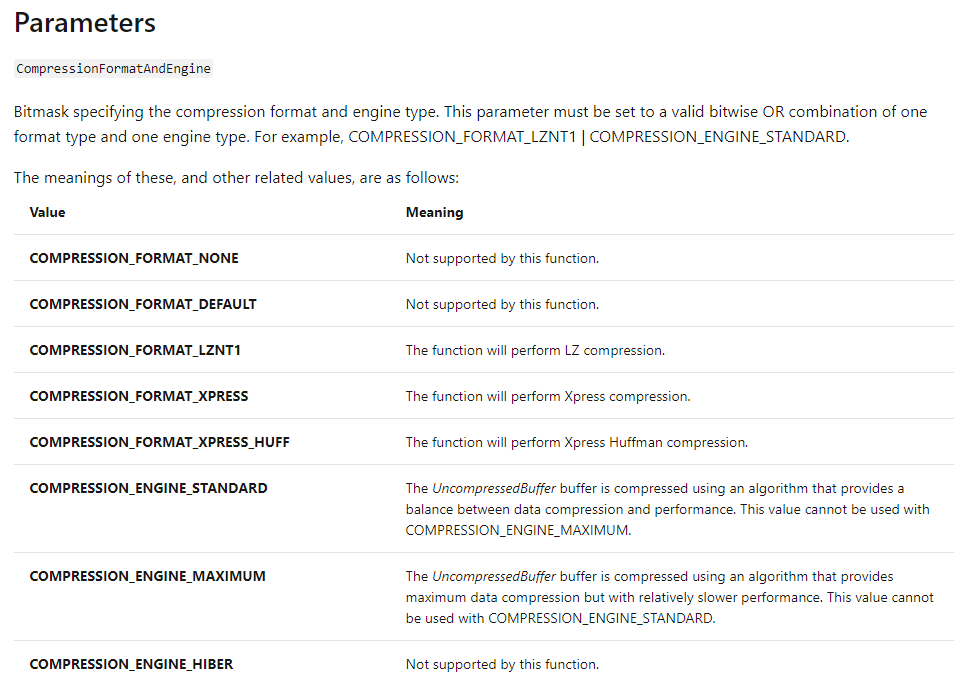 Parameters
CompressionFormatAndEngine
Bitmask specifying the compression format and engine type. This parameter must be set to a valid bitwise OR combination of one
format type and one engine type. For example, COMPRESSION_FORMAT_LZNT1 | COMPRESSION_ENGINE_STANDARD.
The meanings of these, and other related values, are as follows:
Value Meaning
COMPRESSION_FORMAT_NONE Not supported by this function.
COMPRESSION_FORMAT_DEFAULT Not supported by this function.
COMPRESSION_FORMAT_LZNT1 The function will perform LZ compression.
COMPRESSION_FORMAT_XPRESS The function will perform Xpress compression.
COMPRESSION_FORMAT_XPRESS_HUFF The function will perform Xpress Huffman compression.
COMPRESSION_ENGINE_STANDARD The UncompressedBuffer buffer is compressed using an algorithm that provides a
balance between data compression and performance. This value cannot be used with
COMPRESSION_ENGINE_MAXIMUM.
COMPRESSION_ENGINE_MAXIMUM The UncompressedBuffer buffer is compressed using an algorithm that provides
maximum data compression but with relatively slower performance. This value cannot
be used with COMPRESSION_ENGINE_STANDARD.
COMPRESSION_ENGINE_HIBER Not supported by this function.